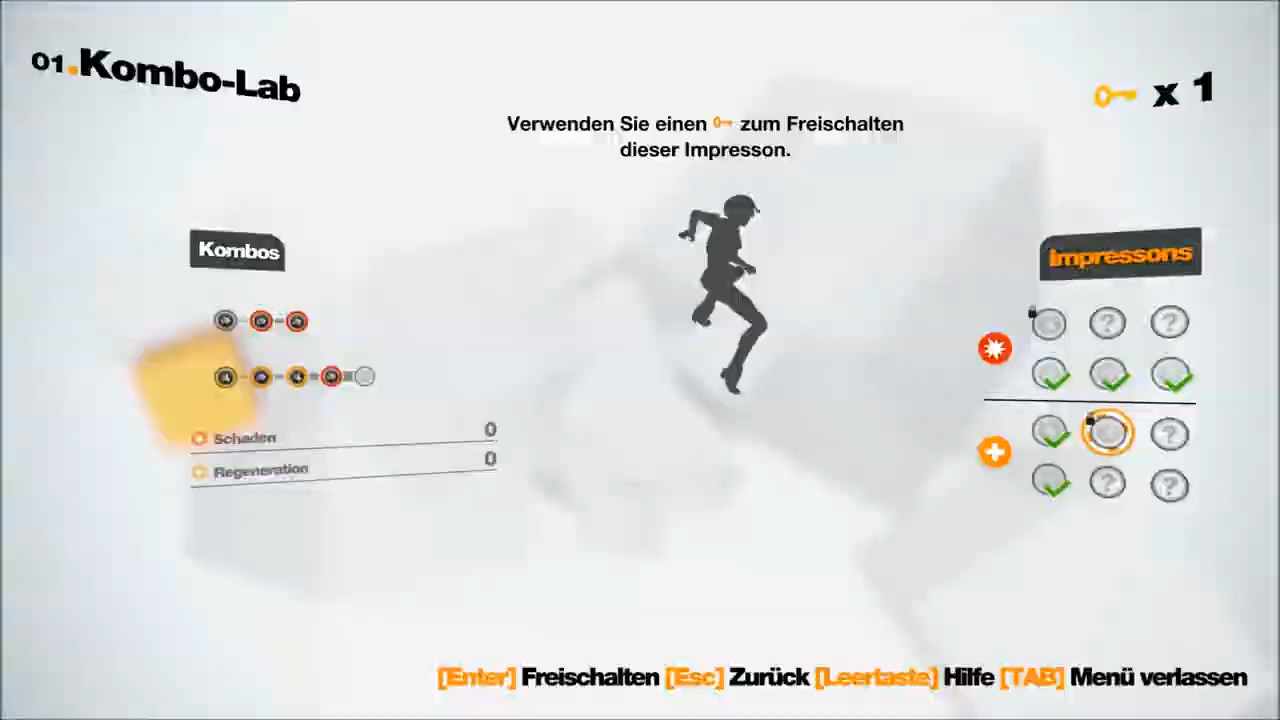 01.Kombo-Lab
x 1
Verwenden Sie einen zum Freischalten
dieser Impresson.
Kombos
Impressons
? ?
Schaden 0
Regeneration 0
?
? ?
[Enter] Freischalten [Esc] Zurück [Leertaste] Hilfe [TAB] Menü verlassen